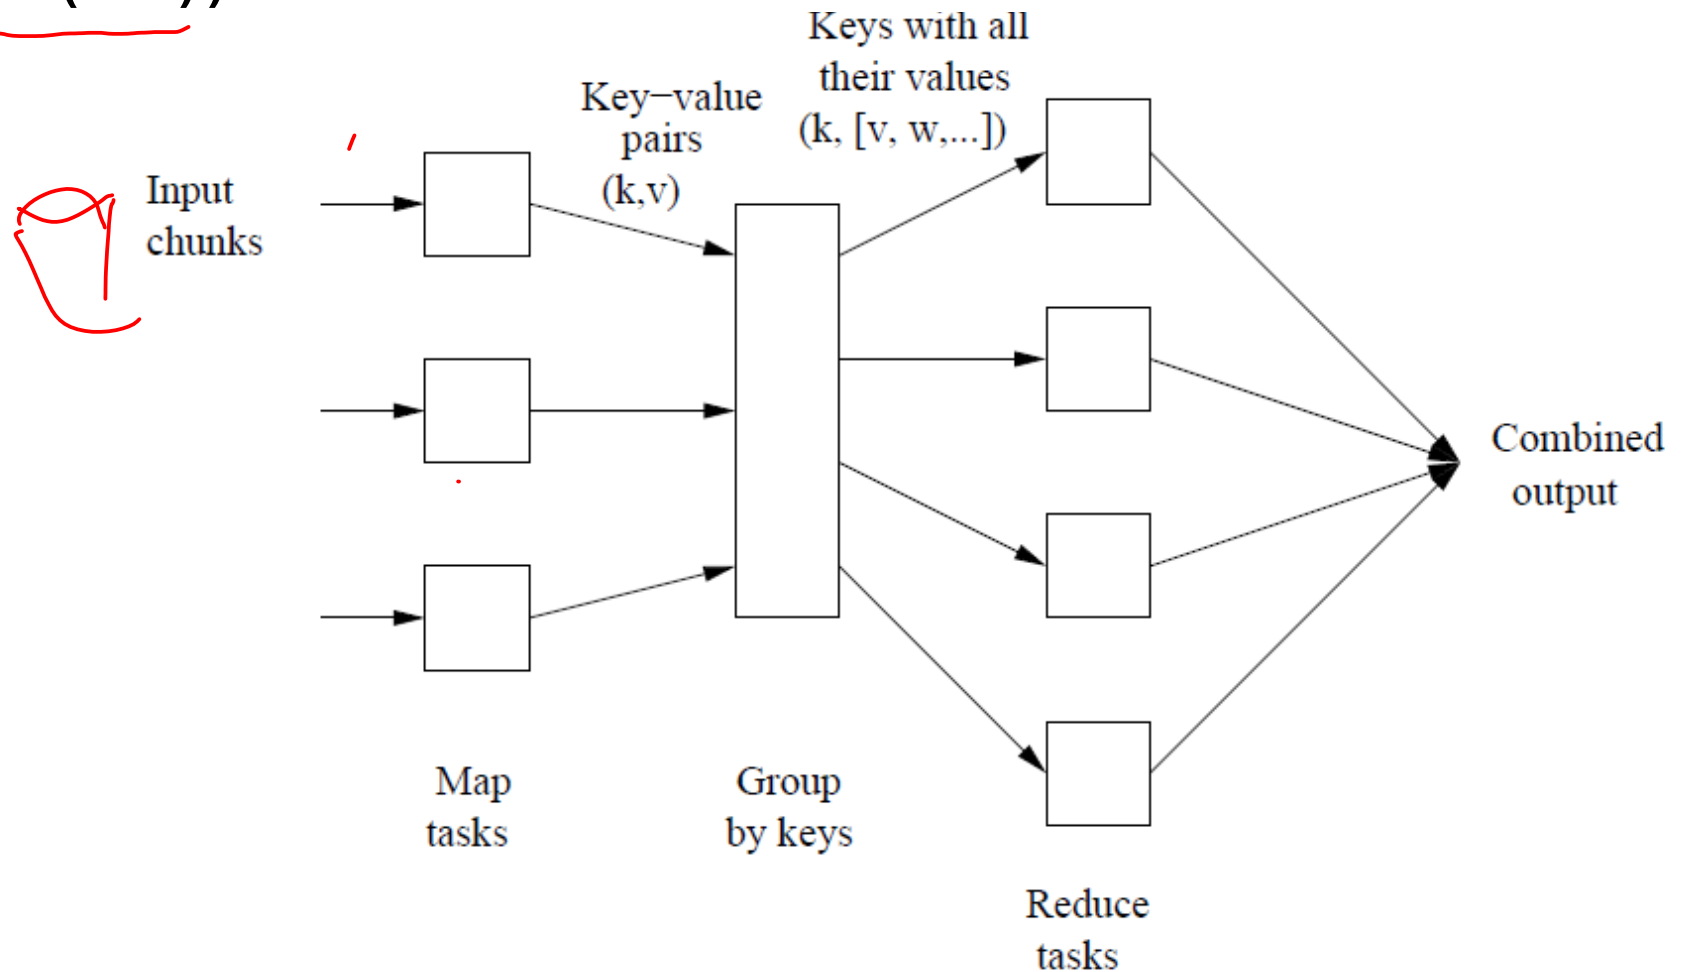 Keys with all
their values
(k, [v, w,...])
Key−value
pairs
(k,v)
Input
chunks
Combined
output
Map
tasks
Group
by keys
Reduce
tasks